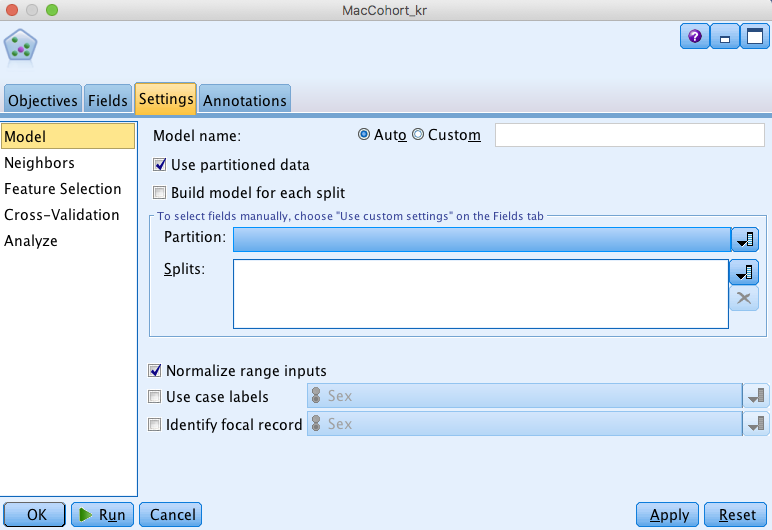 MacCohort_kr
?
Objectives Fields Settings Annotations
Model
Neighbors
Feature Selection
Cross-Validation
Analyze
Model name: Auto Custom
Use partitioned data
Build model for each split
To select fields manually, choose "Use custom settings" on the Fields tab
Partition:
Splits:
Normalize range inputs
Use case labels Sex
Identify focal record Sex
OK Run Cancel Apply Reset